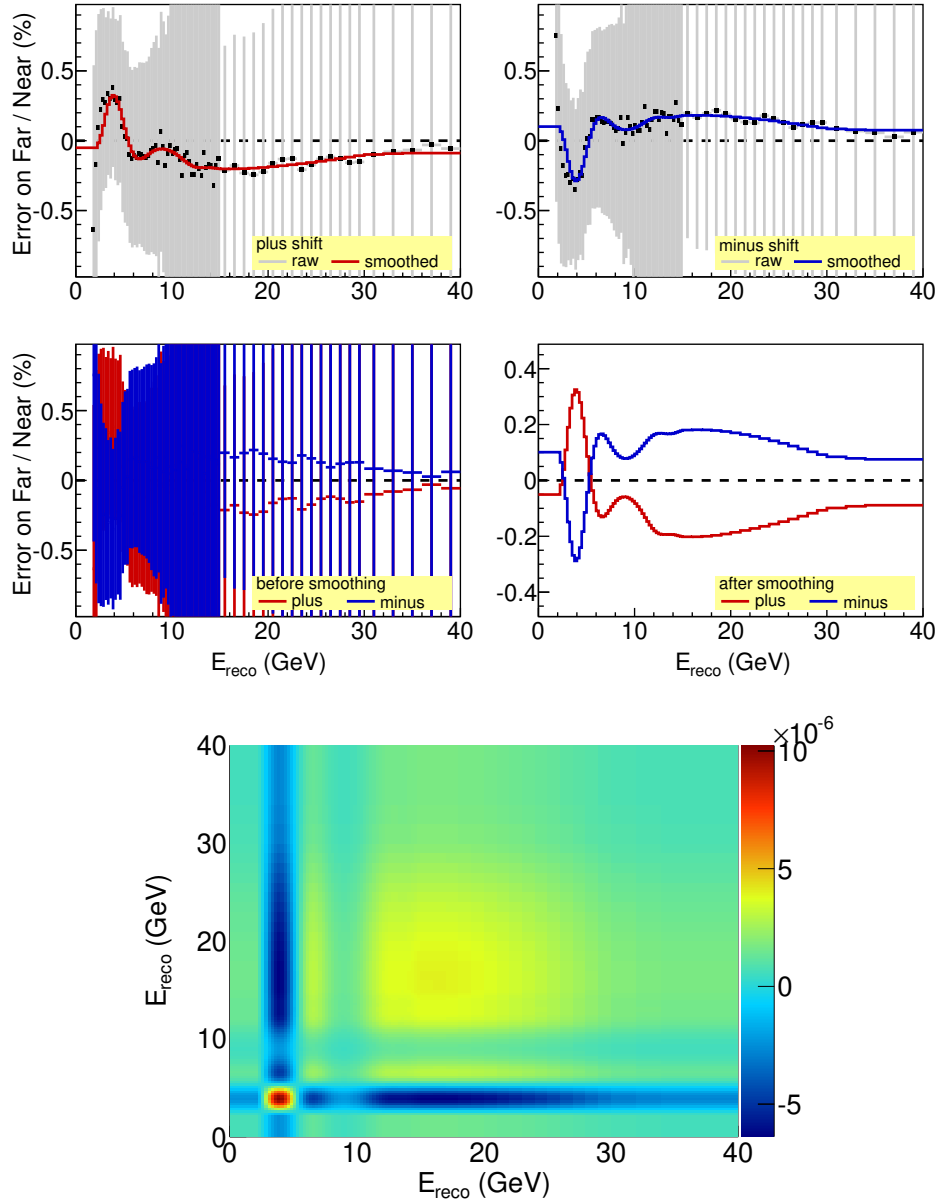 Error on Far / Near (%)
0.5
0
-0.5
plus shift
raw smoothed
0 10 20 30 40
0.5
0
-0.5
minus shift
raw smoothed
0 10 20 30 40
Error on Far / Near (%)
0.5
0
-0.5
before smoothing
plus minus
0 10 20 30 40
E_reco (GeV)
0.4
0.2
0
-0.2
-0.4
after smoothing
plus minus
0 10 20 30 40
E_reco (GeV)
×10^-6
E_reco (GeV)
40
30
20
10
0
0 10 20 30 40
E_reco (GeV)
10
5
0
-5